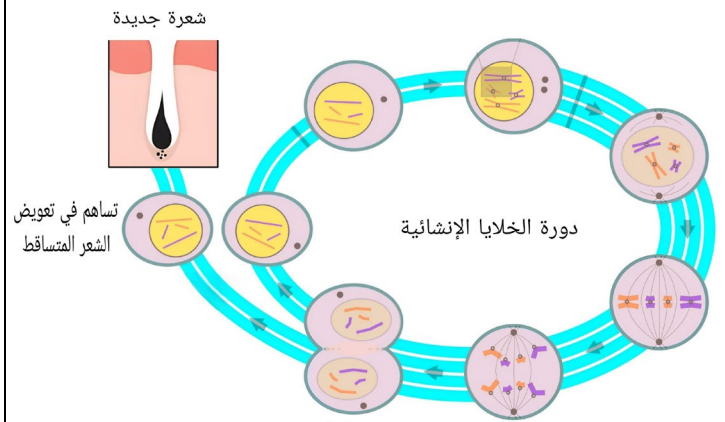 شعرة جديدة
تساهم في تعويض
الشعر المتساقط
دورة الخلايا الإنشائية